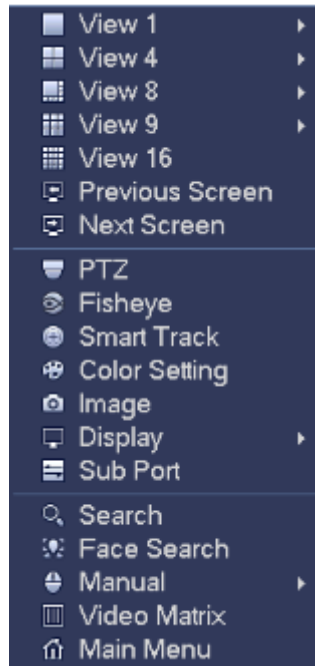 View 1
View 4
View 8
View 9
View 16
Previous Screen
Next Screen
PTZ
Fisheye
Smart Track
Color Setting
Image
Display
Sub Port
Search
Face Search
Manual
Video Matrix
Main Menu